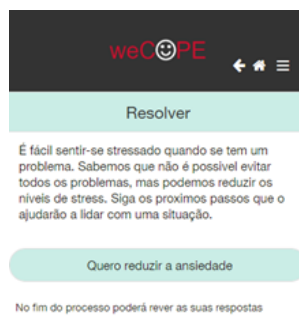 weCOPE
Resolver
É fácil sentir-se stressado quando se tem um
problema. Sabemos que não é possivel evitar
todos os problemas, mas podemos reduzir os
níveis de stress. Siga os proximos passos que o
ajudarão a lidar com uma situação.
Quero reduzir a ansiedade
No fim do processo poderá rever as suas respostas